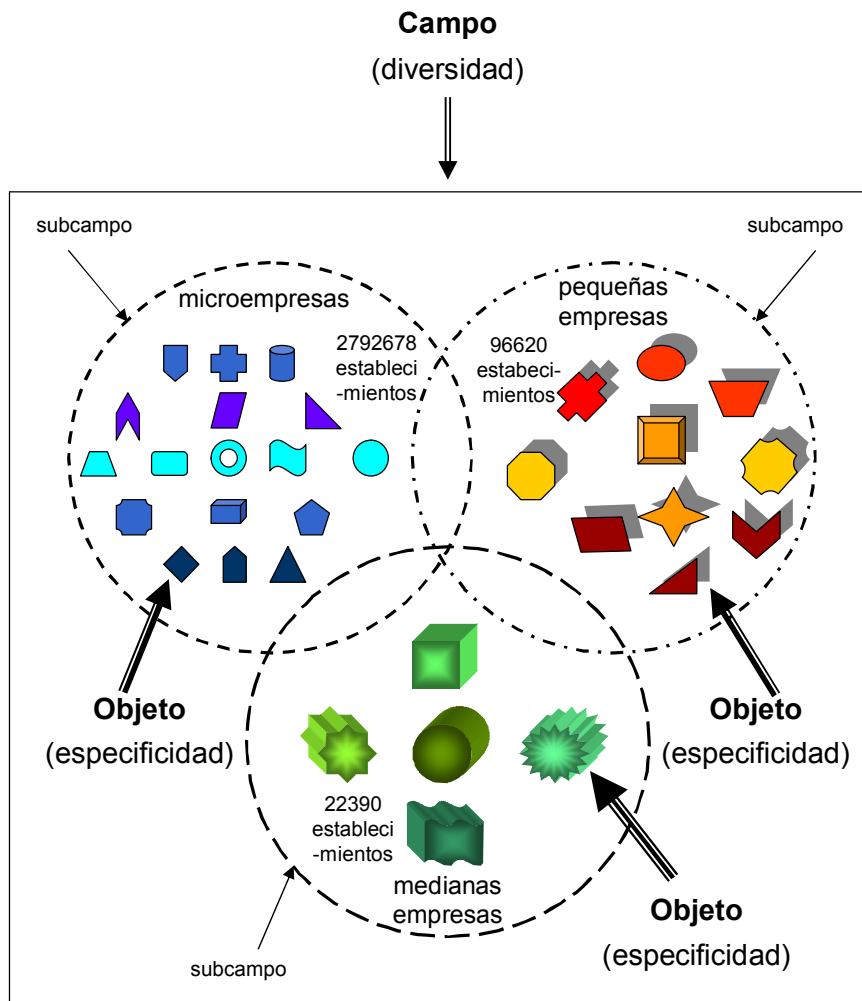 Campo
(diversidad)
subcampo
subcampo
microempresas
pequeñas
empresas
2792678
estableci
-mientos
96620
estabeci-
mientos
Objeto
(especificidad)
Objeto
(especificidad)
22390
estableci
-mientos
medianas
empresas
Objeto
(especificidad)
subcampo